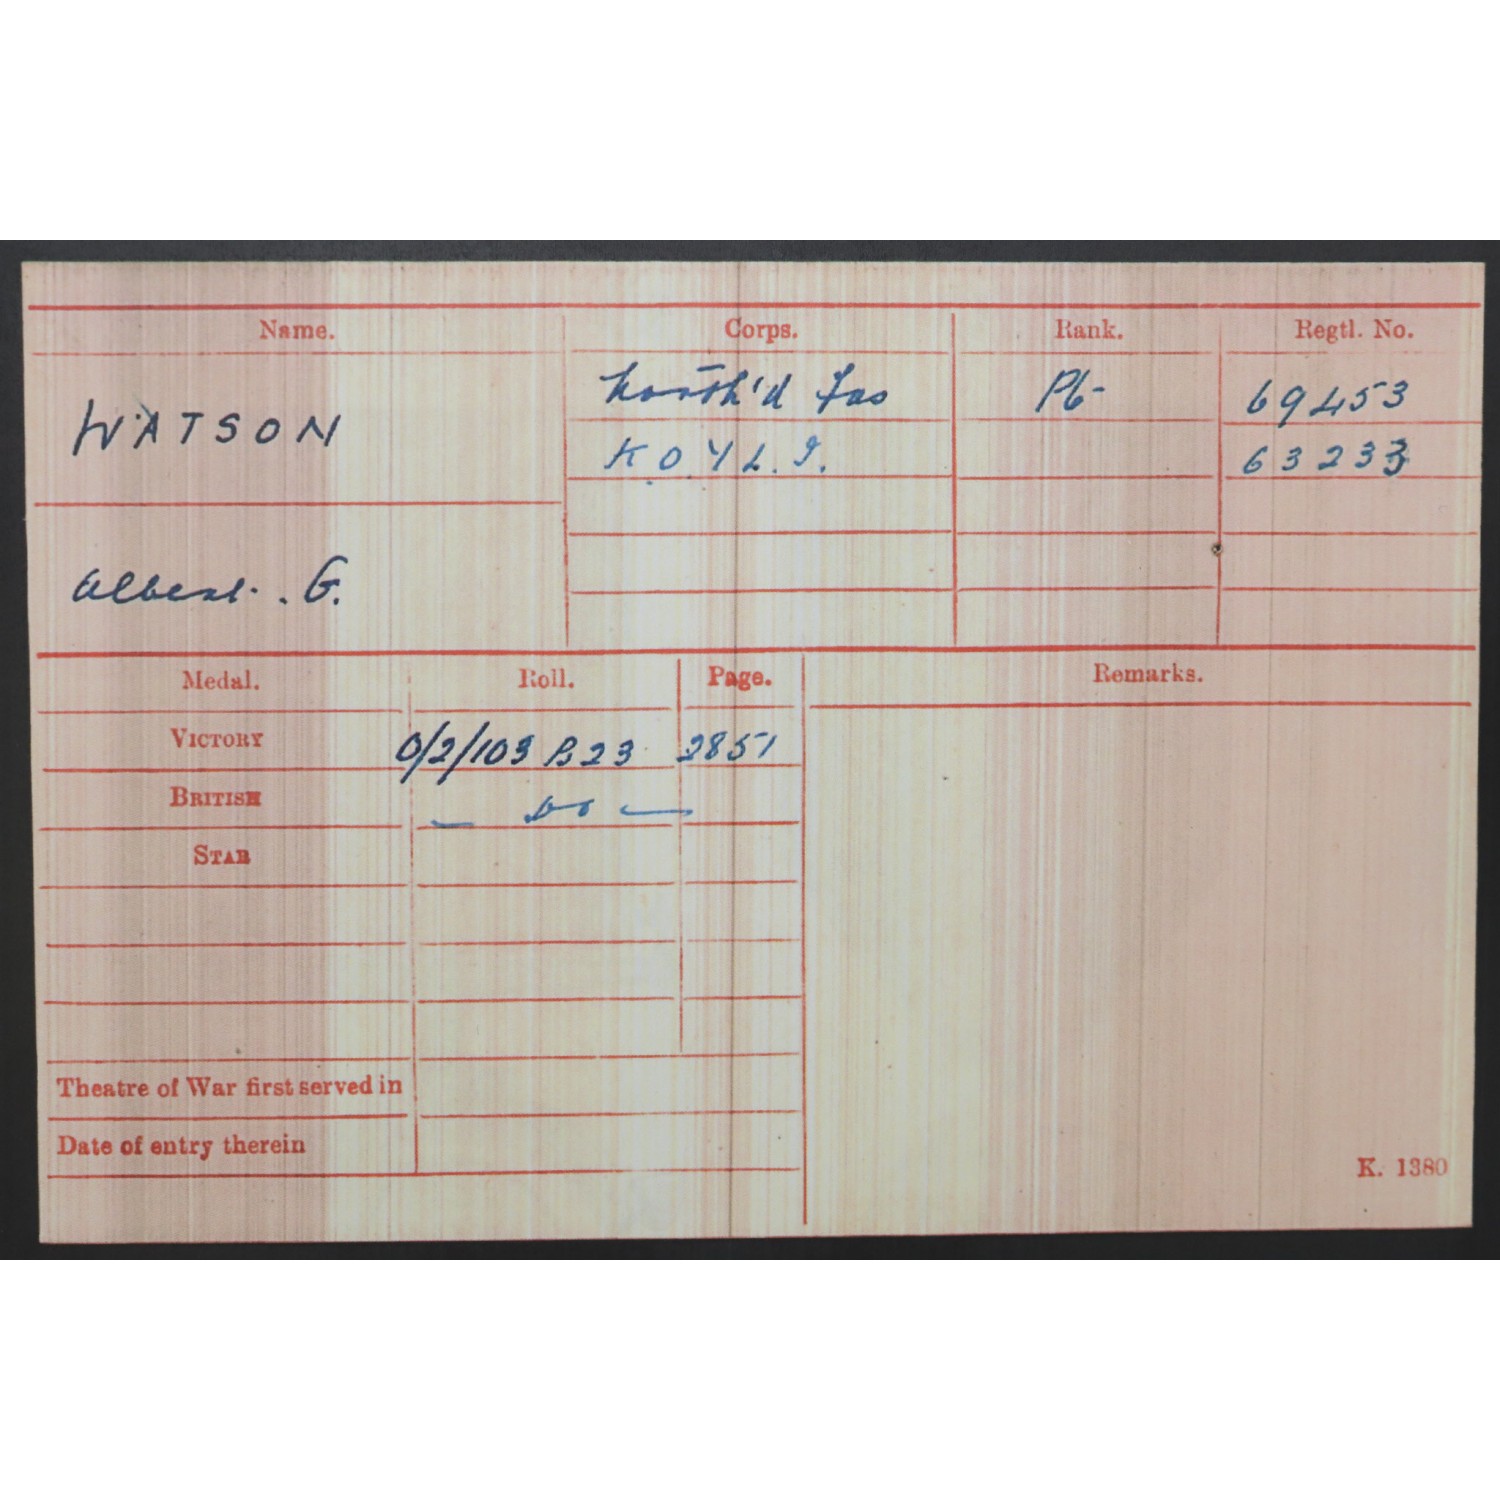 Name. Corps. Rank. Regtl. No.
WATSON
North'd Fus Pte 69453
K O Y L. I. 63233
Albert. G.
Medal. Roll. Page. Remarks.
VICTORY 0/2/103 B23 2851
BRITISH — DO —
STAR
Theatre of War first served in
Date of entry therein
K. 1380